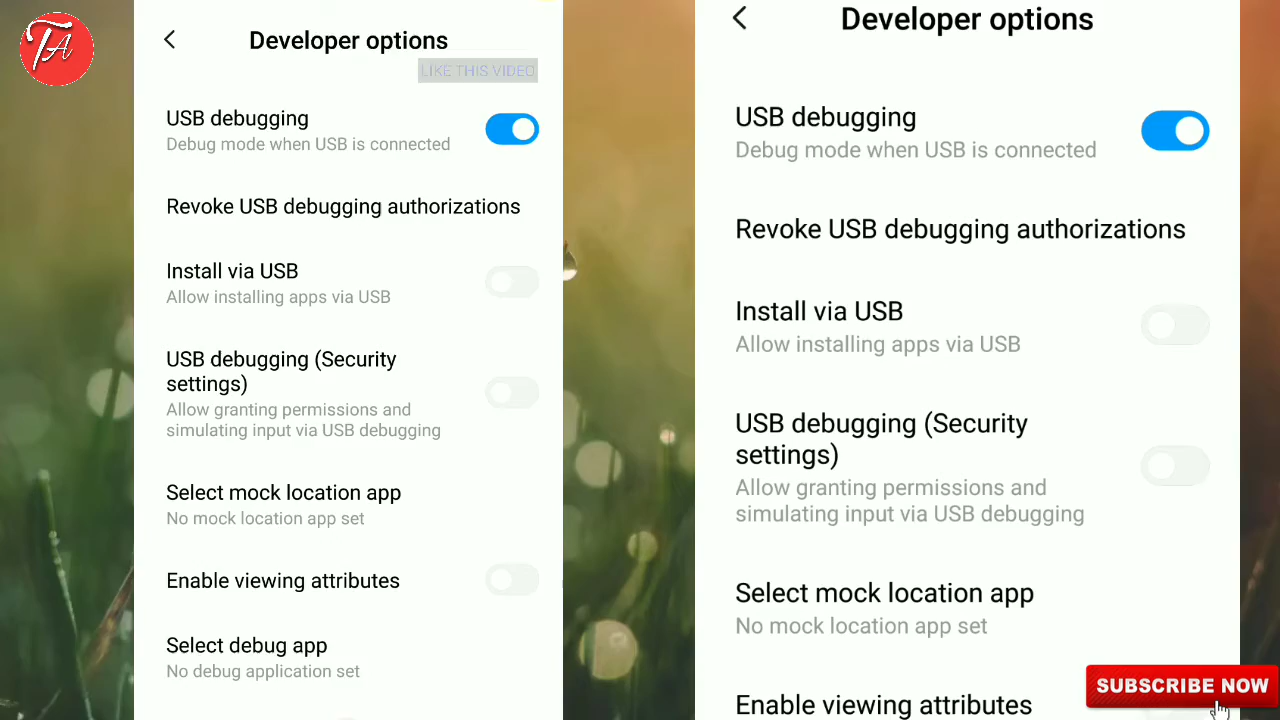 TA
Developer options
LIKE THIS VIDEO
USB debugging
Debug mode when USB is connected
Revoke USB debugging authorizations
Install via USB
Allow installing apps via USB
USB debugging (Security
settings)
Allow granting permissions and
simulating input via USB debugging
Select mock location app
No mock location app set
Enable viewing attributes
Select debug app
No debug application set
Developer options
USB debugging
Debug mode when USB is connected
Revoke USB debugging authorizations
Install via USB
Allow installing apps via USB
USB debugging (Security
settings)
Allow granting permissions and
simulating input via USB debugging
Select mock location app
No mock location app set
Enable viewing attributes
SUBSCRIBE NOW